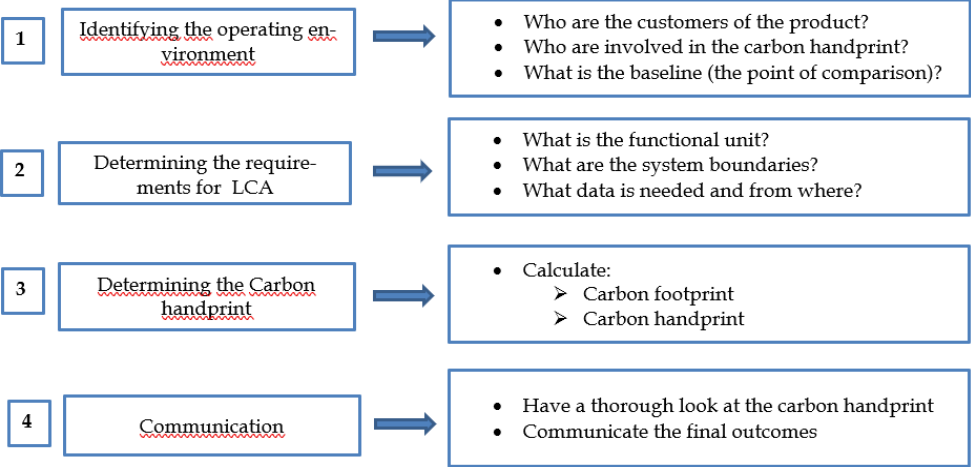 1
Identifying the operating en-
vironment
• Who are the customers of the product?
• Who are involved in the carbon handprint?
• What is the baseline (the point of comparison)?
2
Determining the require-
ments for LCA
• What is the functional unit?
• What are the system boundaries?
• What data is needed and from where?
3
Determining the Carbon
handprint
• Calculate:
➢ Carbon footprint
➢ Carbon handprint
4
Communication
• Have a thorough look at the carbon handprint
• Communicate the final outcomes